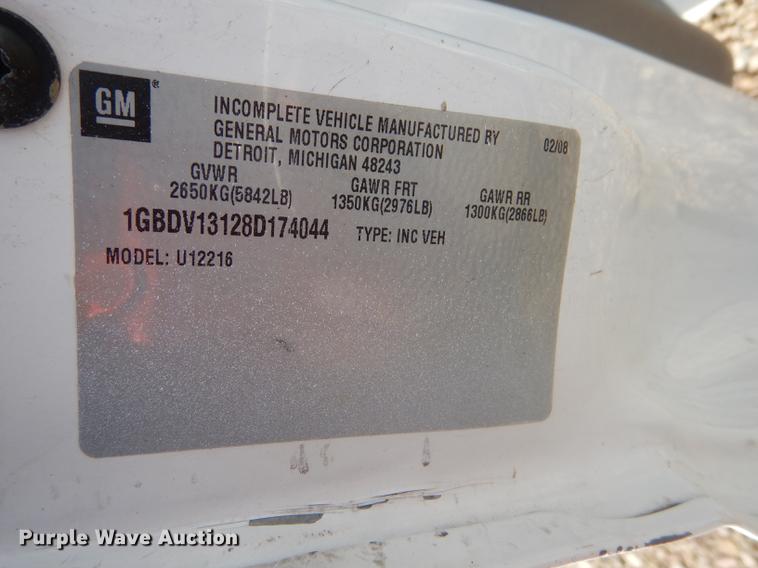 GM ®
INCOMPLETE VEHICLE MANUFACTURED BY
GENERAL MOTORS CORPORATION
DETROIT, MICHIGAN 48243
02/08
GVWR GAWR FRT GAWR RR
2650KG(5842LB) 1350KG(2976LB) 1300KG(2866LB)
1GBDV13128D174044 TYPE: INC VEH
MODEL: U12216
Purple Wave Auction